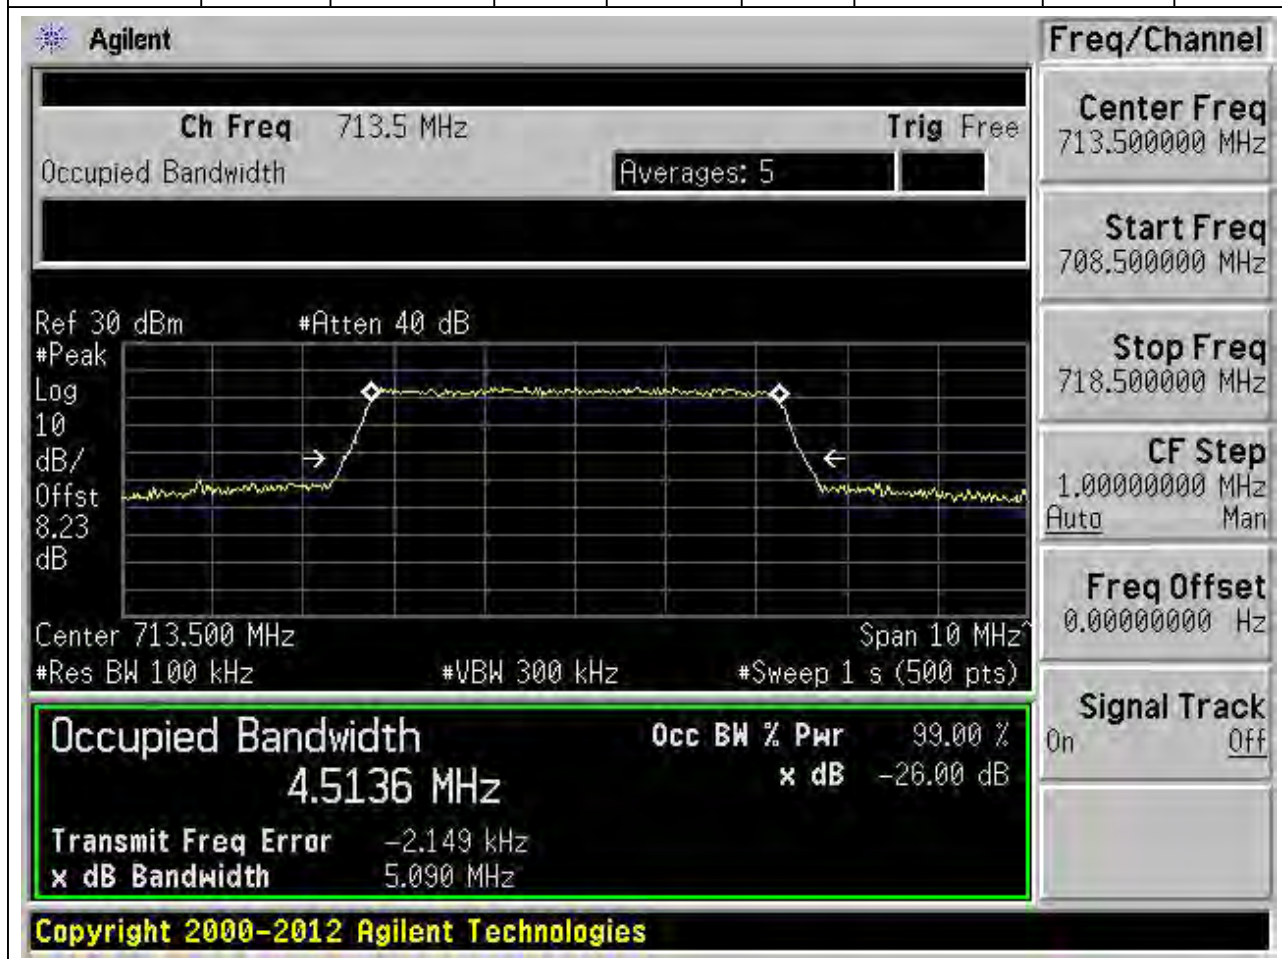 Agilent
Freq/Channel
Ch Freq 713.5 MHz Trig Free
Occupied Bandwidth Averages: 5
Center Freq
713.500000 MHz
Start Freq
708.500000 MHz
Stop Freq
718.500000 MHz
CF Step
1.00000000 MHz
Auto Man
Freq Offset
0.00000000 Hz
Signal Track
On Off
Ref 30 dBm #Atten 40 dB
#Peak
Log
10
dB/
Offst
8.23
dB
Center 713.500 MHz Span 10 MHz^
#Res BW 100 kHz #VBW 300 kHz #Sweep 1 s (500 pts)
Occupied Bandwidth Occ BW % Pwr 99.00 %
4.5136 MHz x dB -26.00 dB
Transmit Freq Error -2.149 kHz
x dB Bandwidth 5.090 MHz
Copyright 2000-2012 Agilent Technologies